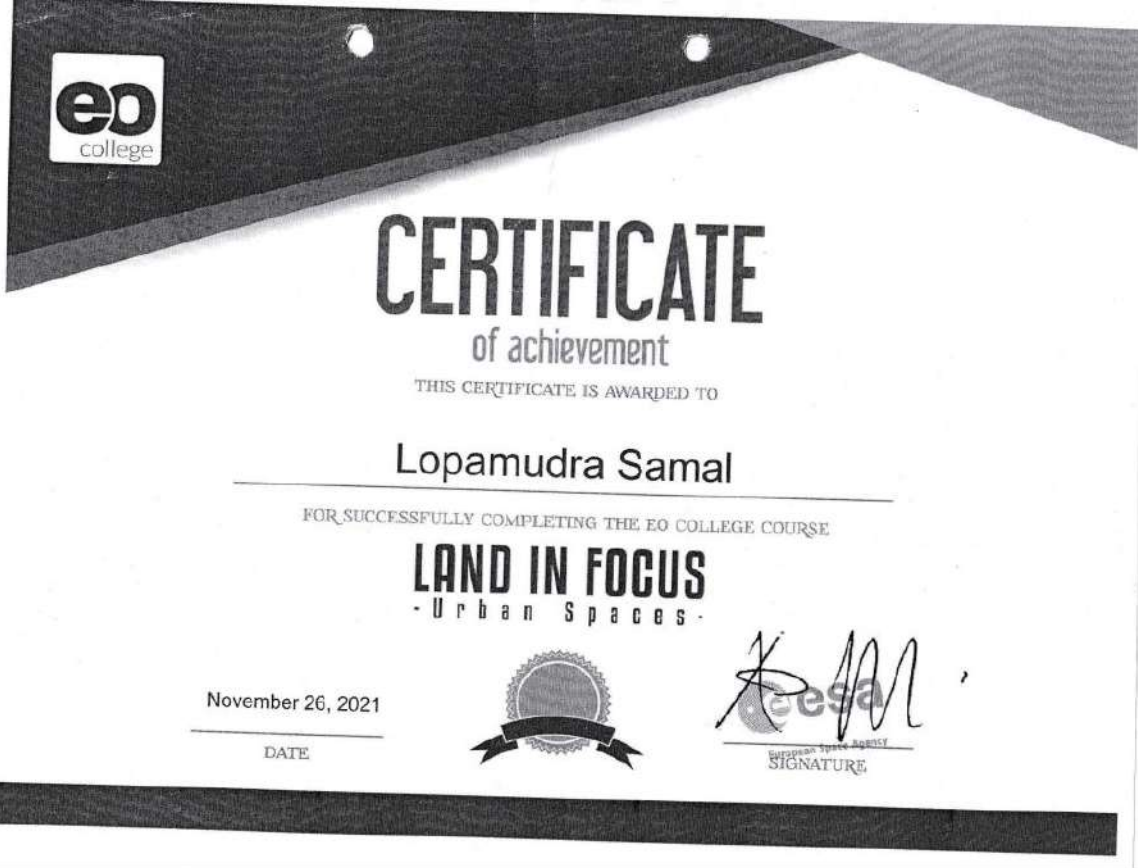 eo
college
CERTIFICATE
of achievement
THIS CERTIFICATE IS AWARDED TO
Lopamudra Samal
FOR SUCCESSFULLY COMPLETING THE EO COLLEGE COURSE
LAND IN FOCUS
-Urban Spaces-
November 26, 2021
DATE
esa
European Space Agency
SIGNATURE